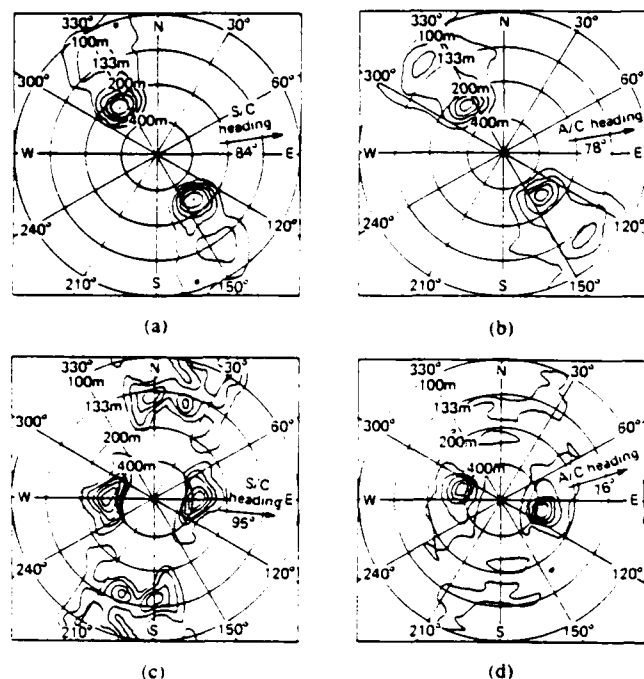 330° N 30°
100m
133m
300° 200m 60°
400m S/C
heading
W 84° E
240° 120°
210° S 150°
(a)
330° N 30°
100m
133m
300° 200m 60°
400m A/C heading
W 78° E
240° 120°
210° S 150°
(b)
330° N 30°
100m
133m
300° 200m 60°
400m S/C
heading
W 95° E
240° 120°
210° S 150°
(c)
330° N 30°
100m
133m
300° 200m 60°
400m A/C heading
W 76° E
240° 120°
210° S 150°
(d)